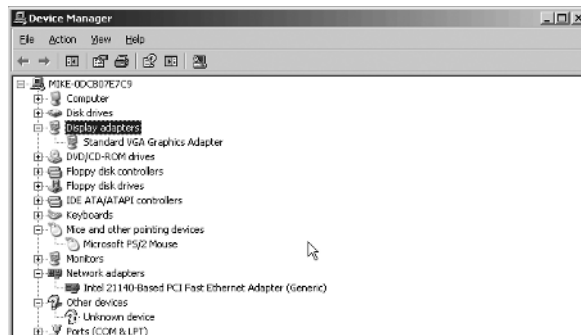 Device Manager
File Action View Help
MIKE-0DCB07E7C9
Computer
Disk drives
Display adapters
Standard VGA Graphics Adapter
DVD/CD-ROM drives
Floppy disk controllers
Floppy disk drives
IDE ATA/ATAPI controllers
Keyboards
Mice and other pointing devices
Microsoft PS/2 Mouse
Monitors
Network adapters
Intel 21140-Based PCI Fast Ethernet Adapter (Generic)
Other devices
Unknown device
Ports (COM & LPT)